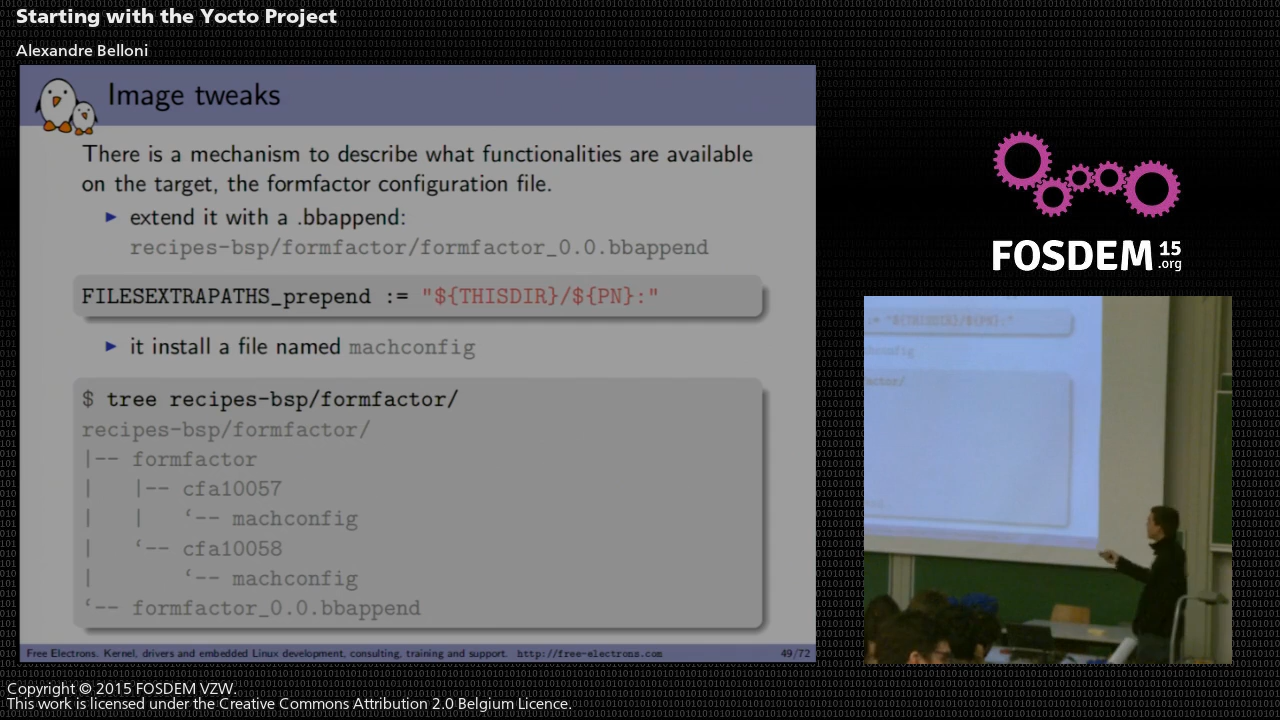 Starting with the Yocto Project
Alexandre Belloni
Image tweaks
There is a mechanism to describe what functionalities are available
on the target, the formfactor configuration file.
extend it with a .bbappend:
recipes-bsp/formfactor/formfactor_0.0.bbappend
FILESEXTRAPATHS_prepend := "${THISDIR}/${PN}:"
it install a file named machconfig
$ tree recipes-bsp/formfactor/
recipes-bsp/formfactor/
|-- formfactor
|   |-- cfa10057
|   |   ‘-- machconfig
|   ‘-- cfa10058
|       ‘-- machconfig
‘-- formfactor_0.0.bbappend
Free Electrons. Kernel, drivers and embedded Linux development, consulting, training and support. http://free-electrons.com 49/72
FOSDEM 15
.org
:= "${THISDIR}/${PN}:"
Copyright © 2015 FOSDEM VZW.
This work is licensed under the Creative Commons Attribution 2.0 Belgium Licence.